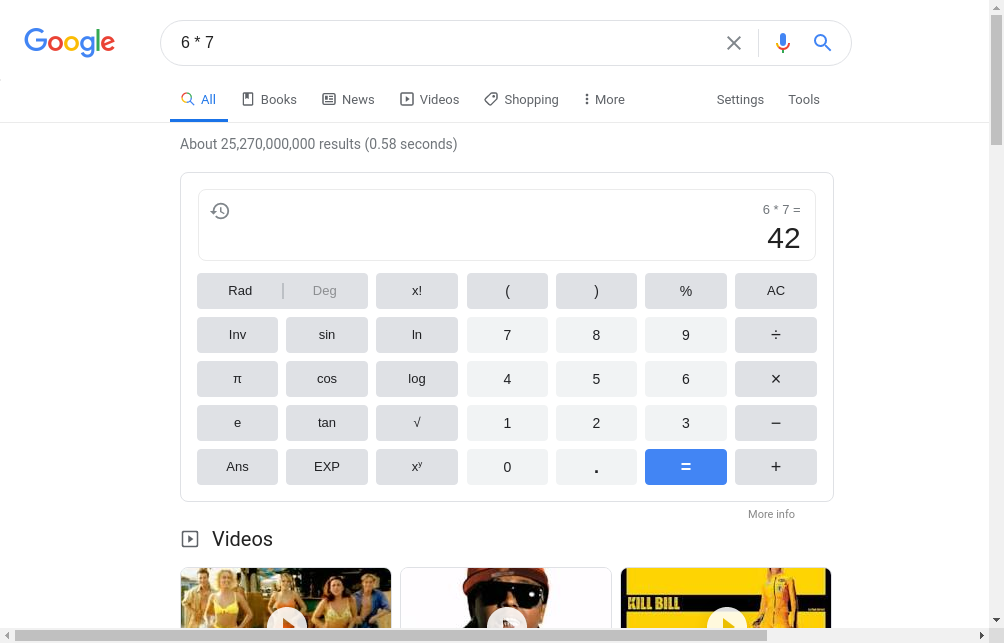 Google
6 * 7
All Books News Videos Shopping More Settings Tools
About 25,270,000,000 results (0.58 seconds)
6 * 7 =
42
Rad Deg x! ( ) % AC
Inv sin ln 7 8 9 ÷
π cos log 4 5 6 ×
e tan √ 1 2 3 −
Ans EXP xʸ 0 . = +
More info
Videos
KILL BILL